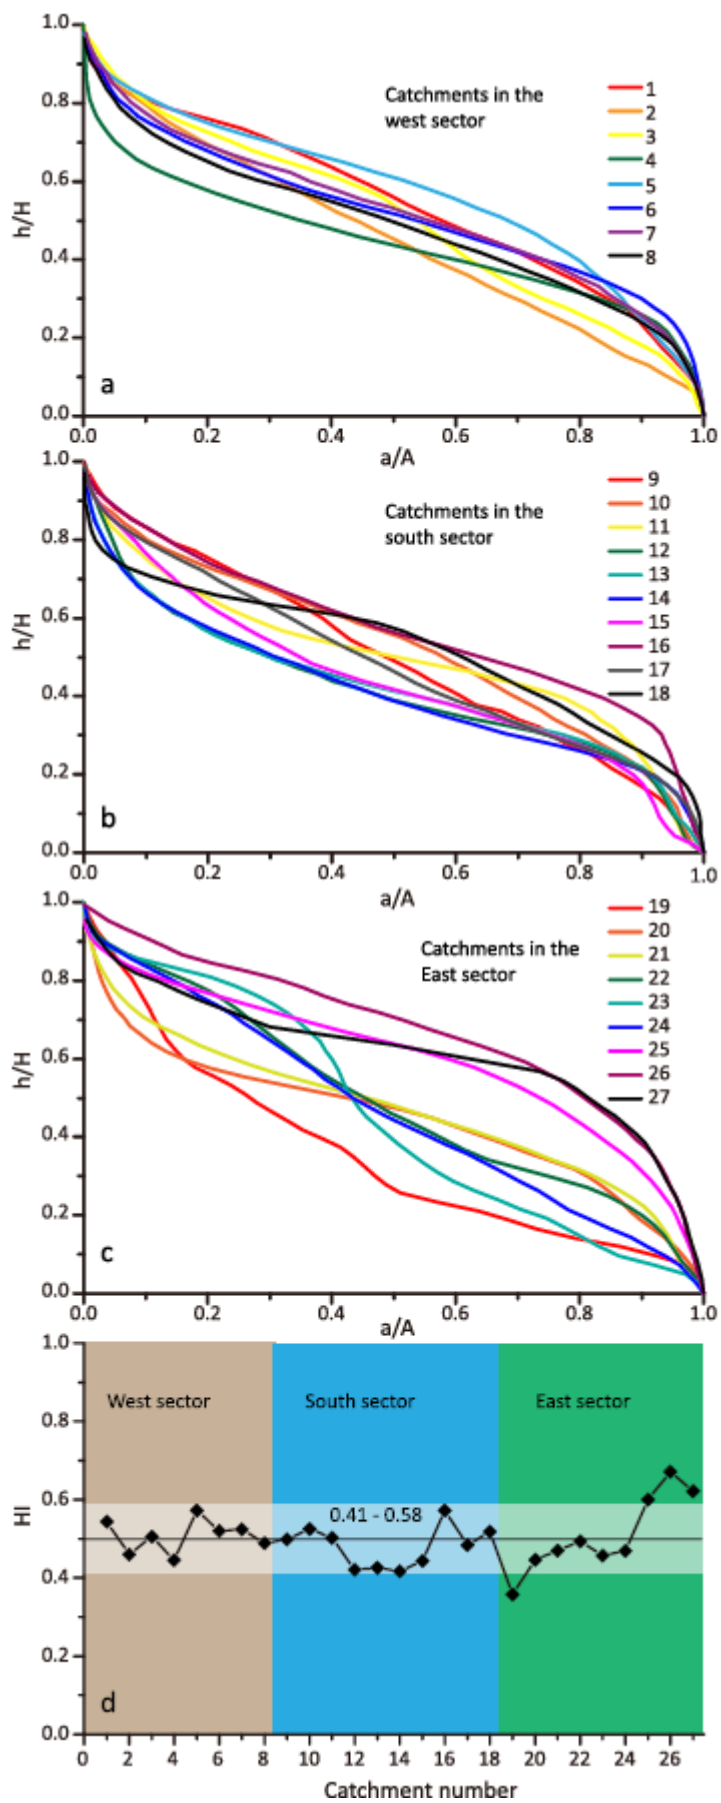 1.0
0.8
0.6
0.4
0.2
0.0
h/H
Catchments in the
west sector
1
2
3
4
5
6
7
8
a
0.0 0.2 0.4 0.6 0.8 1.0
a/A
1.0
0.8
0.6
0.4
0.2
0.0
h/H
Catchments in the
south sector
9
10
11
12
13
14
15
16
17
18
b
0.0 0.2 0.4 0.6 0.8 1.0
a/A
1.0
0.8
0.6
0.4
0.2
0.0
h/H
Catchments in the
East sector
19
20
21
22
23
24
25
26
27
c
0.0 0.2 0.4 0.6 0.8 1.0
a/A
1.0
0.8
0.6
0.4
0.2
0.0
HI
West sector South sector East sector
0.41 - 0.58
d
0 2 4 6 8 10 12 14 16 18 20 22 24 26
Catchment number